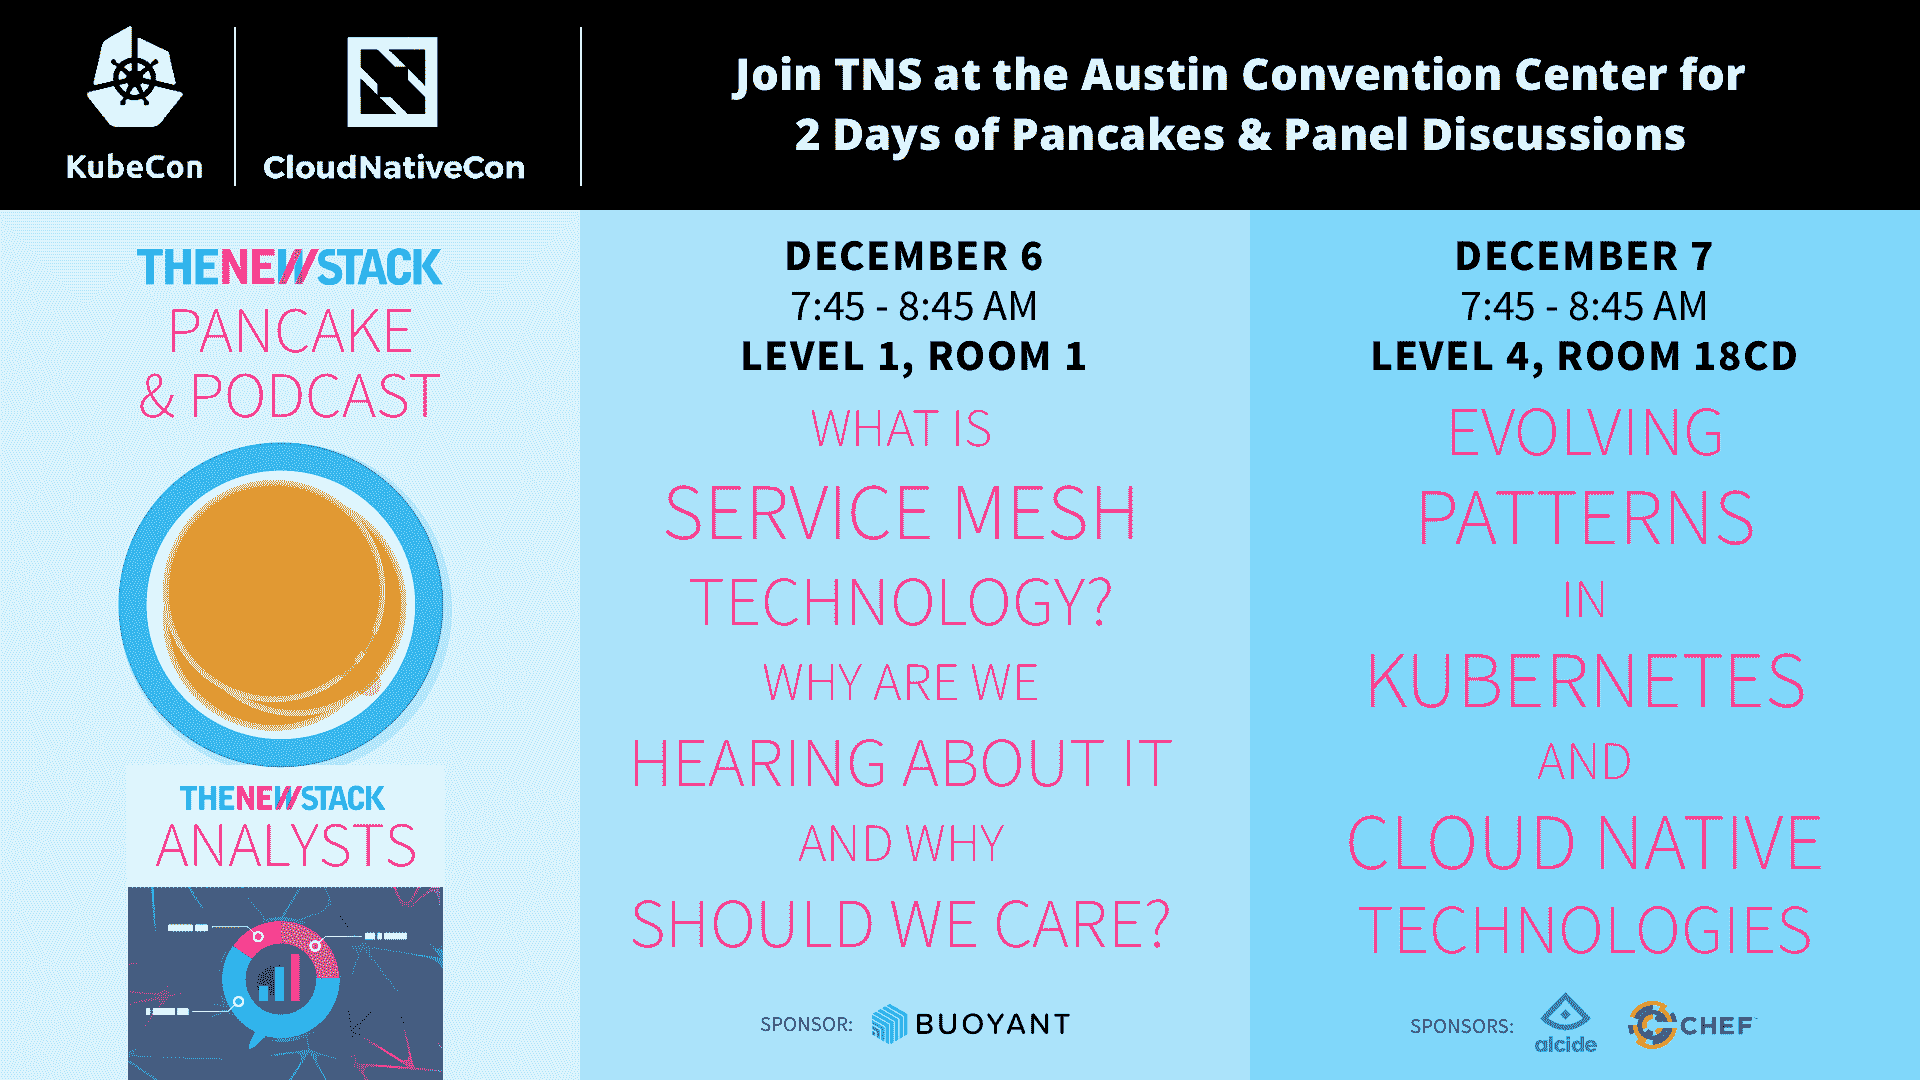 KubeCon
CloudNativeCon
Join TNS at the Austin Convention Center for
2 Days of Pancakes & Panel Discussions
THENEWSTACK
PANCAKE
& PODCAST
THENEWSTACK
ANALYSTS
DECEMBER 6
7:45 - 8:45 AM
LEVEL 1, ROOM 1
WHAT IS
SERVICE MESH
TECHNOLOGY?
WHY ARE WE
HEARING ABOUT IT
AND WHY
SHOULD WE CARE?
SPONSOR: BUOYANT
DECEMBER 7
7:45 - 8:45 AM
LEVEL 4, ROOM 18CD
EVOLVING
PATTERNS
IN
KUBERNETES
AND
CLOUD NATIVE
TECHNOLOGIES
SPONSORS: alcide CHEF